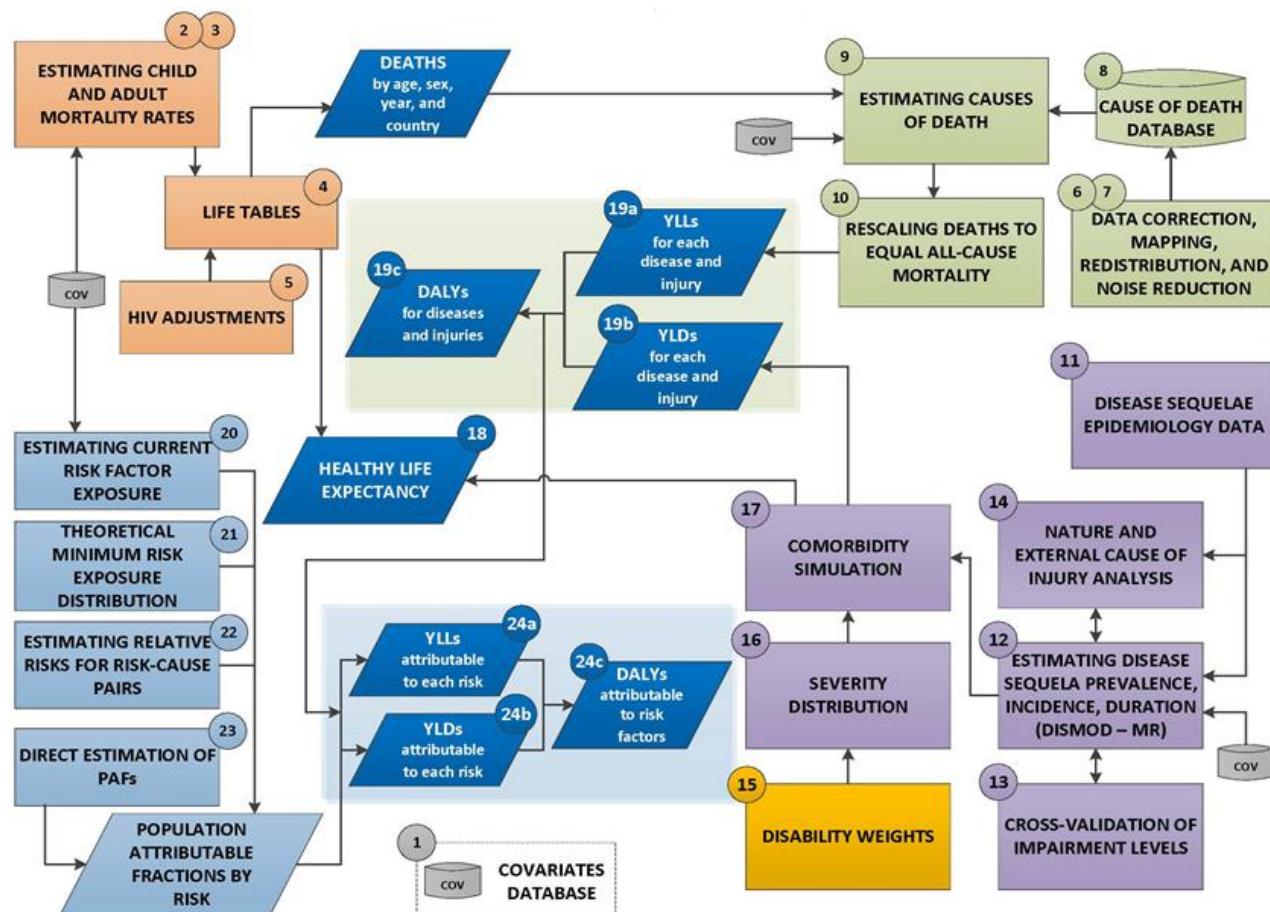 2 3
ESTIMATING CHILD
AND ADULT
MORTALITY RATES
DEATHS
by age, sex,
year, and
country
9
ESTIMATING CAUSES
OF DEATH
8
CAUSE OF DEATH
DATABASE
COV
4
LIFE TABLES
5
HIV ADJUSTMENTS
COV
19a
YLLs
for each
disease and
injury
19c
DALYs
for diseases
and injuries
19b
YLDs
for each
disease and
injury
10
RESCALING DEATHS TO
EQUAL ALL-CAUSE
MORTALITY
6 7
DATA CORRECTION,
MAPPING,
REDISTRIBUTION, AND
NOISE REDUCTION
11
DISEASE SEQUELAE
EPIDEMIOLOGY DATA
20
ESTIMATING CURRENT
RISK FACTOR
EXPOSURE
18
HEALTHY LIFE
EXPECTANCY
17
COMORBIDITY
SIMULATION
14
NATURE AND
EXTERNAL CAUSE OF
INJURY ANALYSIS
21
THEORETICAL
MINIMUM RISK
EXPOSURE
DISTRIBUTION
22
ESTIMATING RELATIVE
RISKS FOR RISK-CAUSE
PAIRS
24a
YLLs
attributable
to each risk
24b
YLDs
attributable
to each risk
24c
DALYs
attributable
to risk
factors
16
SEVERITY
DISTRIBUTION
12
ESTIMATING DISEASE
SEQUELA PREVALENCE,
INCIDENCE, DURATION
(DISMOD – MR)
COV
23
DIRECT ESTIMATION OF
PAFs
POPULATION
ATTRIBUTABLE
FRACTIONS BY
RISK
1
COV
COVARIATES
DATABASE
15
DISABILITY WEIGHTS
13
CROSS-VALIDATION OF
IMPAIRMENT LEVELS